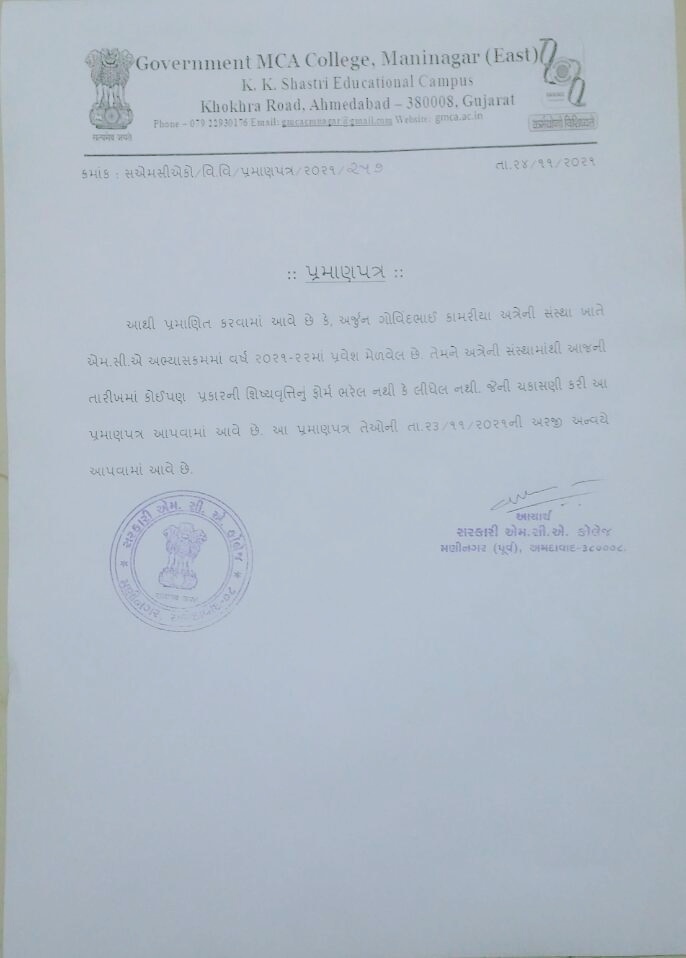 Government MCA College, Maninagar (East)
K. K. Shastri Educational Campus
Khokhra Road, Ahmedabad – 380008, Gujarat
Phone – 079 22930176 Email: gmcacmnagar@gmail.com Website: gmca.ac.in
सत्यमेव जयते
ક્રમાંક : સએમસીએકો/વિ.વિ/પ્રમાણપત્ર/૨૦૨૧/૨૫૭
તા.૨૪/૧૧/૨૦૨૧
:: પ્રમાણપત્ર ::
આથી પ્રમાણિત કરવામાં આવે છે કે, અર્જુન ગોવિંદભાઈ કામરીયા અત્રેની સંસ્થા ખાતે
એમ.સી.એ અભ્યાસક્રમમાં વર્ષ ૨૦૨૧-૨૨માં પ્રવેશ મેળવેલ છે. તેમને અત્રેની સંસ્થામાંથી આજની
તારીખમાં કોઈપણ પ્રકારની શિષ્યવૃત્તિનું ફોર્મ ભરેલ નથી કે લીધેલ નથી. જેની ચકાસણી કરી આ
પ્રમાણપત્ર આપવામાં આવે છે. આ પ્રમાણપત્ર તેઓની તા.૨૩/૧૧/૨૦૨૧ની અરજી અન્વયે
આપવામાં આવે છે.
આચાર્ય
સરકારી એમ.સી.એ. કોલેજ
મણીનગર (પૂર્વ), અમદાવાદ-૩૮૦૦૦૮.
સરકારી એમ. સી. એ. કોલેજ